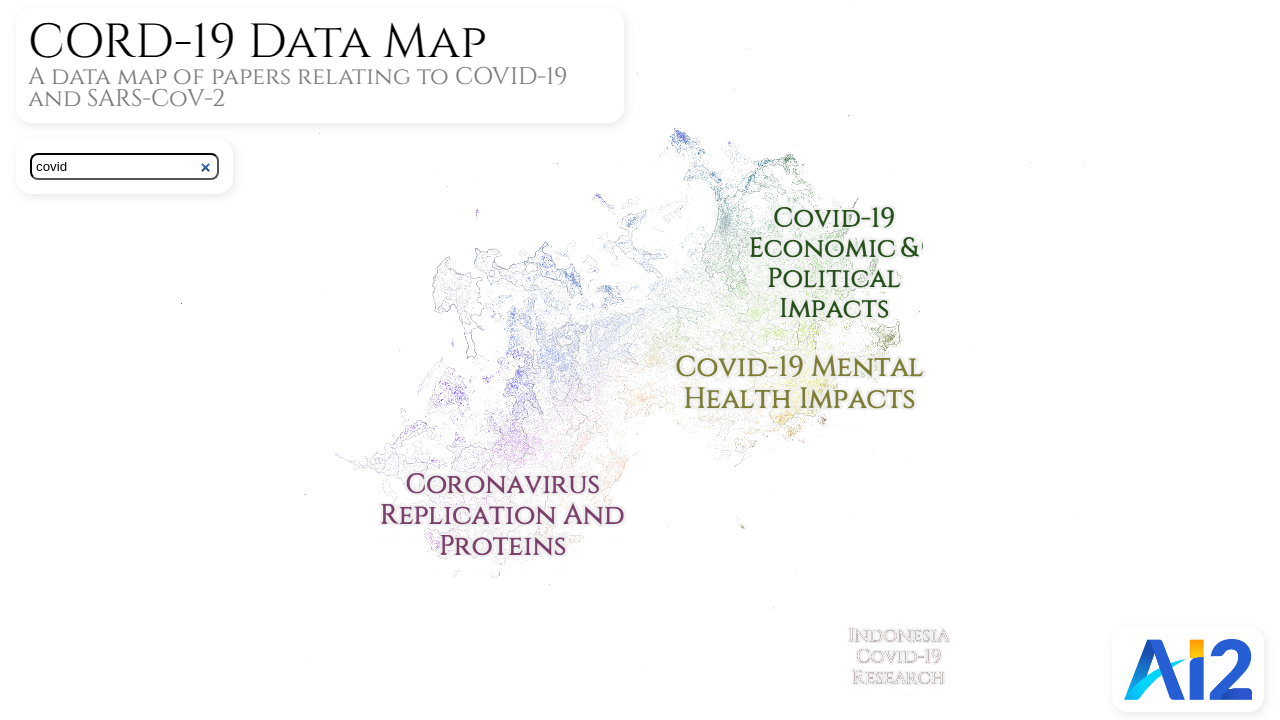 CORD-19 Data Map
A data map of papers relating to COVID-19
and SARS-CoV-2
covid
Covid-19
Economic &
Political
Impacts
Covid-19 Mental
Health Impacts
Coronavirus
Replication And
Proteins
Indonesia
Covid-19
Research
Ai2